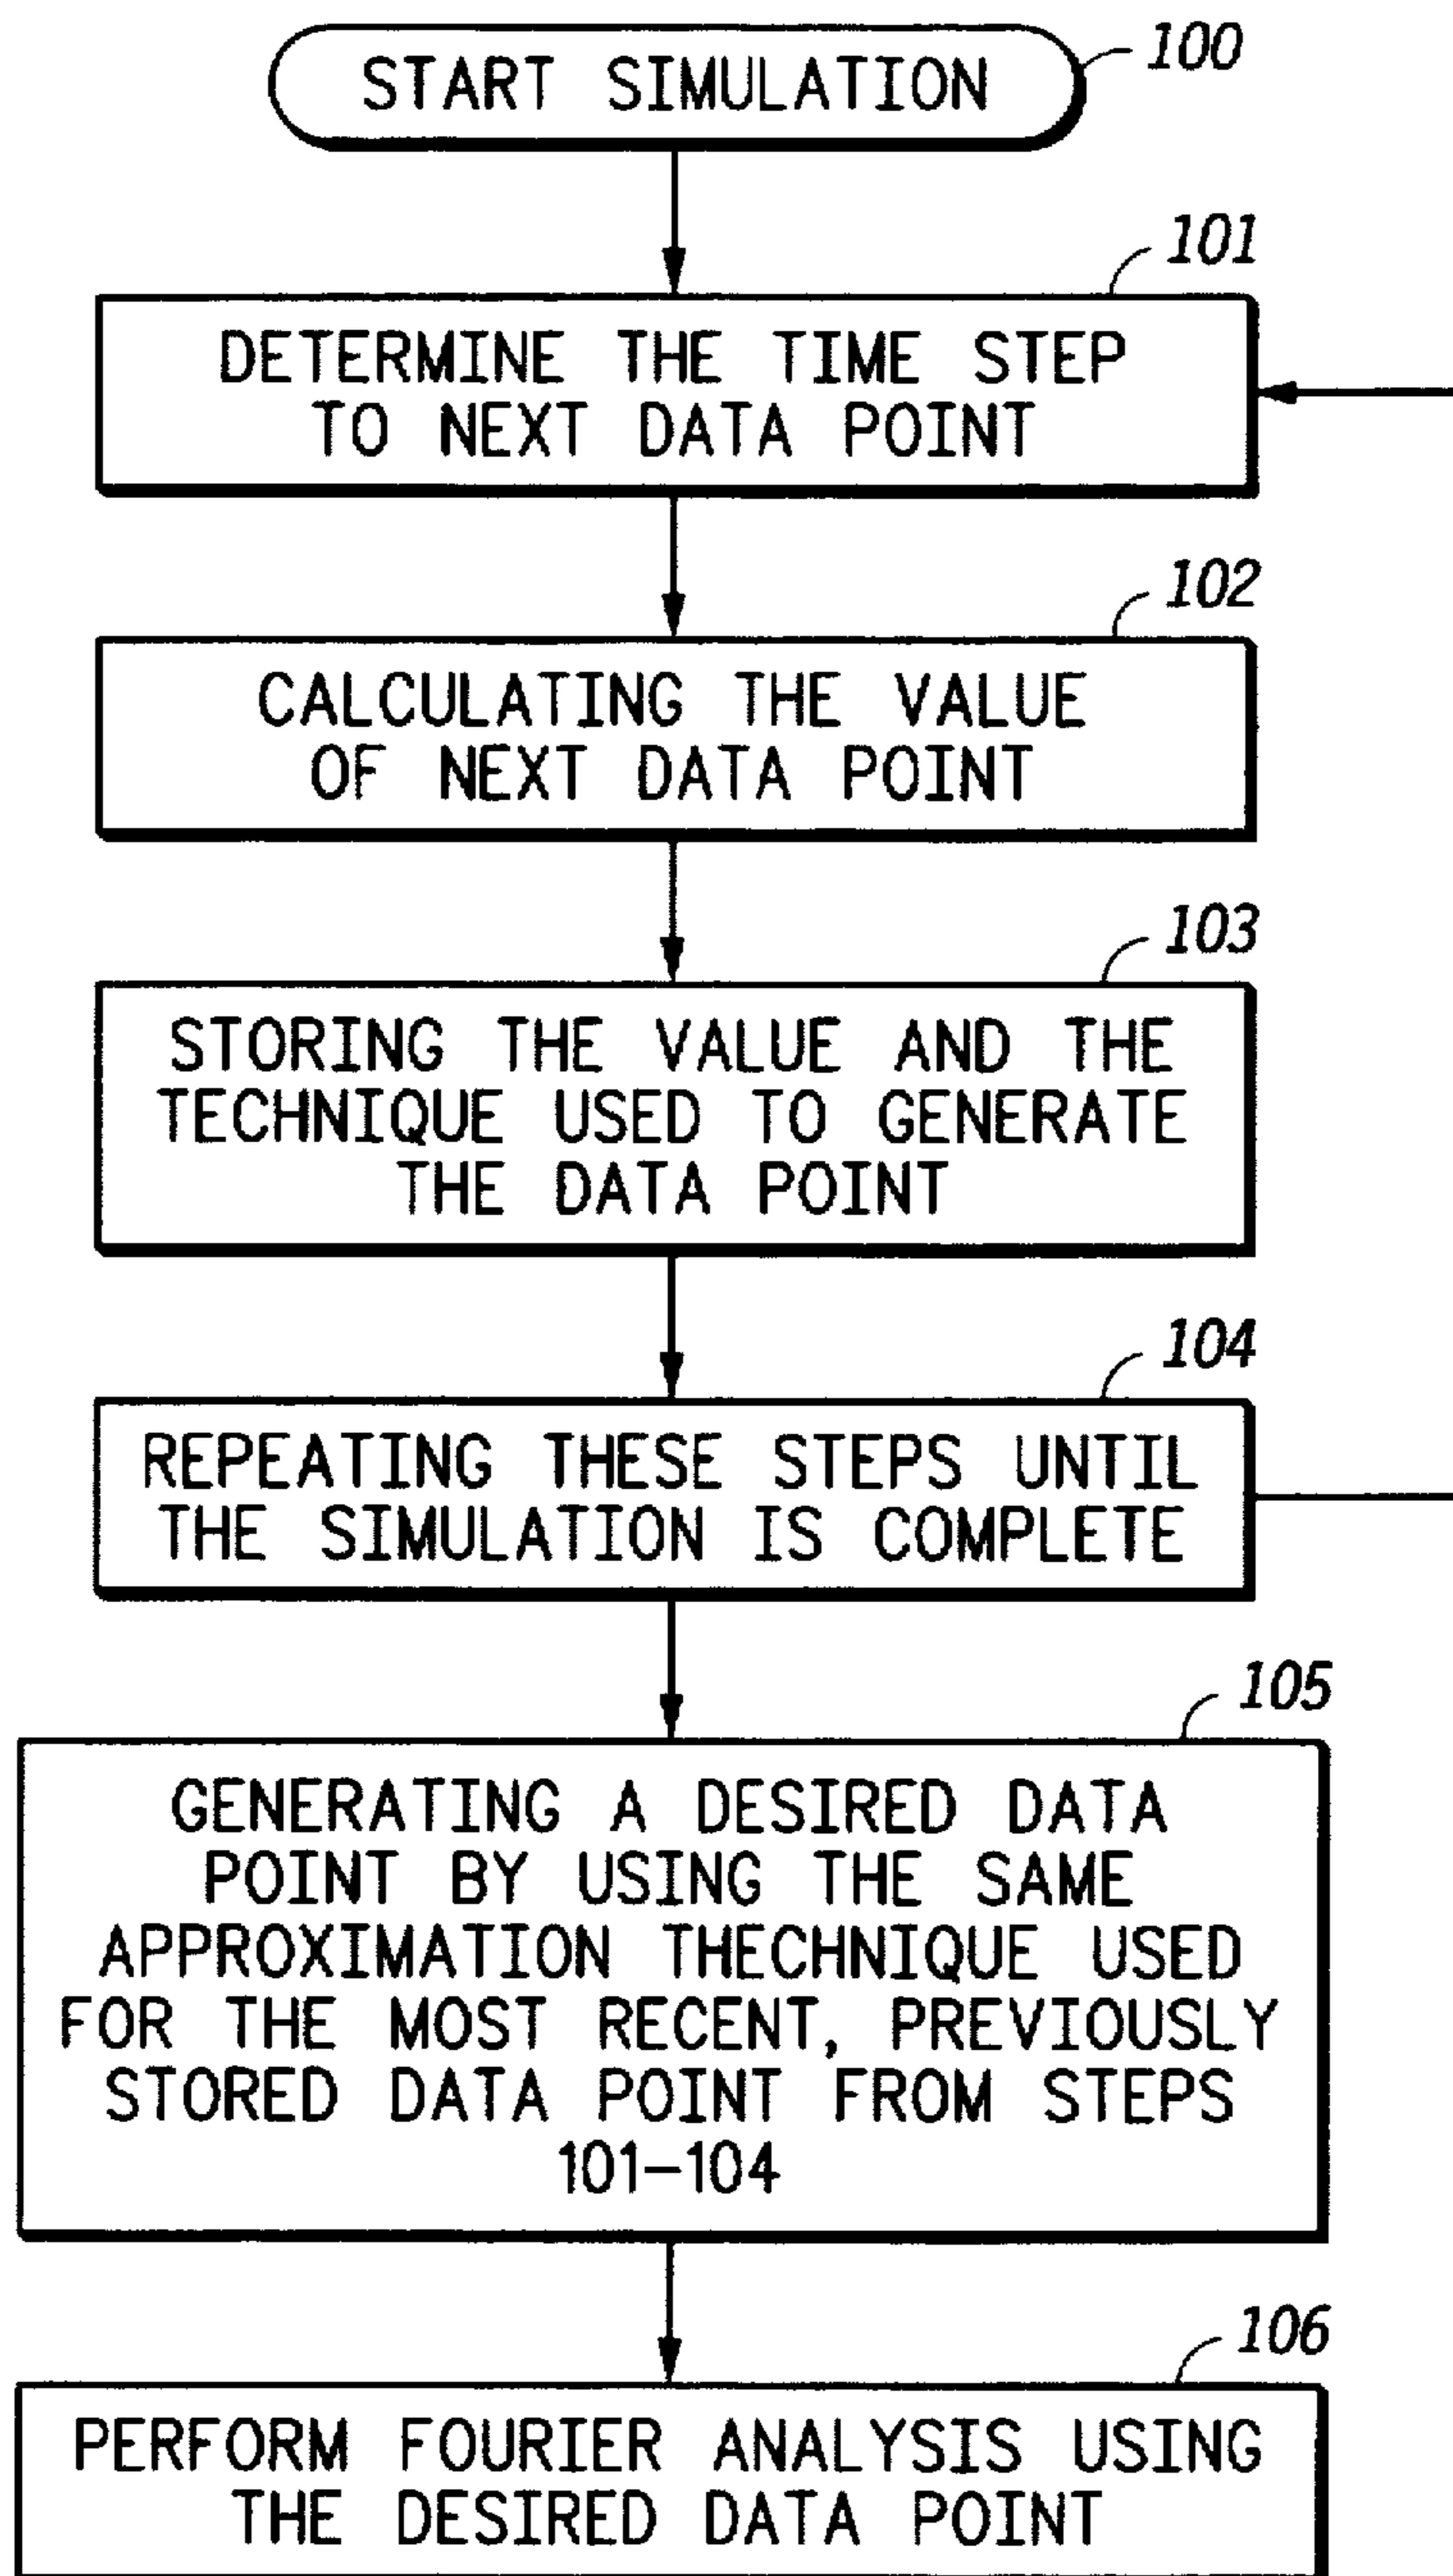 START SIMULATION
100
101
DETERMINE THE TIME STEP
TO NEXT DATA POINT
102
CALCULATING THE VALUE
OF NEXT DATA POINT
103
STORING THE VALUE AND THE
TECHNIQUE USED TO GENERATE
THE DATA POINT
104
REPEATING THESE STEPS UNTIL
THE SIMULATION IS COMPLETE
105
GENERATING A DESIRED DATA
POINT BY USING THE SAME
APPROXIMATION THECHNIQUE USED
FOR THE MOST RECENT, PREVIOUSLY
STORED DATA POINT FROM STEPS
101-104
106
PERFORM FOURIER ANALYSIS USING
THE DESIRED DATA POINT